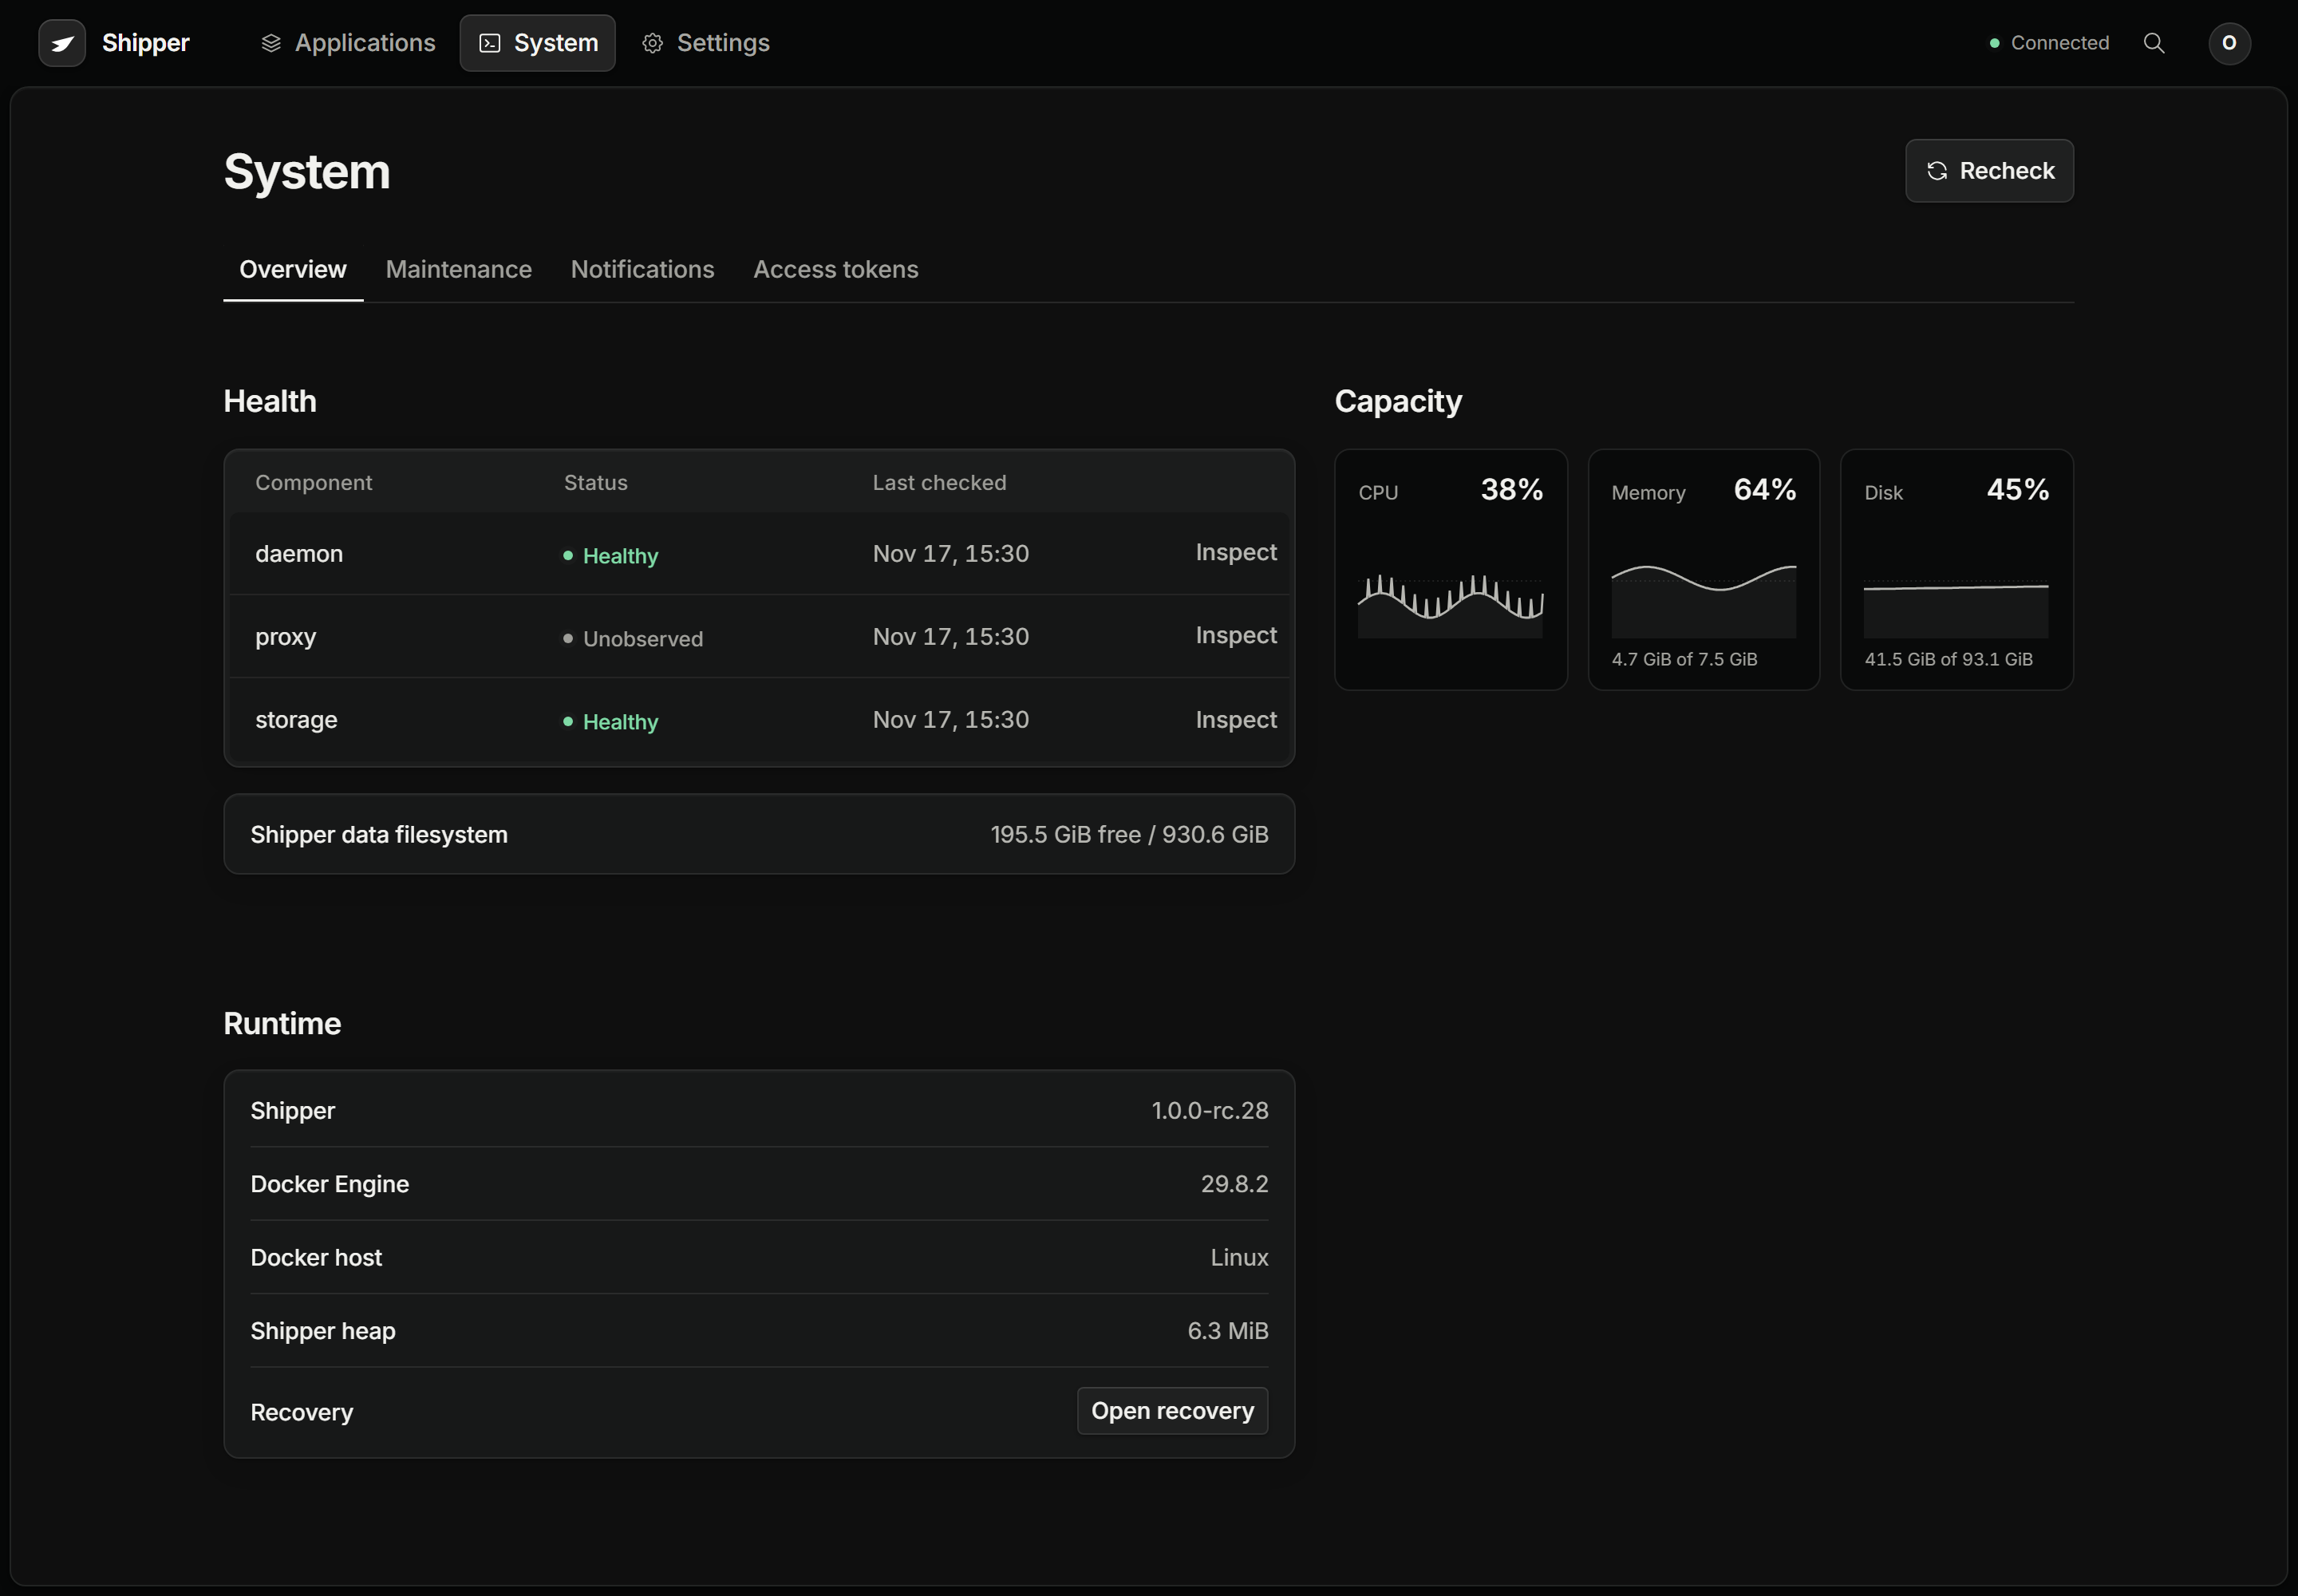 Shipper
Applications
System
Settings
Connected
O
System
Recheck
Overview
Maintenance
Notifications
Access tokens
Health
Component Status Last checked
daemon Healthy Nov 17, 15:30 Inspect
proxy Unobserved Nov 17, 15:30 Inspect
storage Healthy Nov 17, 15:30 Inspect
Shipper data filesystem 195.5 GiB free / 930.6 GiB
Capacity
CPU 38%
Memory 64%
4.7 GiB of 7.5 GiB
Disk 45%
41.5 GiB of 93.1 GiB
Runtime
Shipper 1.0.0-rc.28
Docker Engine 29.8.2
Docker host Linux
Shipper heap 6.3 MiB
Recovery Open recovery